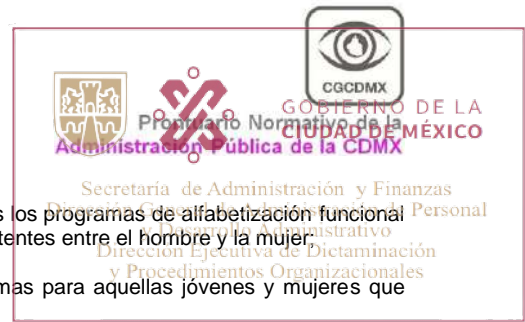 CGCDMX
GOBIERNO DE LA
CIUDAD DE MÉXICO
Prontuario Normativo de la
Administración Pública de la CDMX
Secretaría de Administración y Finanzas
Dirección General de Administración de Personal
y Desarrollo Administrativo
Dirección Ejecutiva de Dictaminación
y Procedimientos Organizacionales
s los programas de alfabetización funcional
tentes entre el hombre y la mujer;
mas para aquellas jóvenes y mujeres que